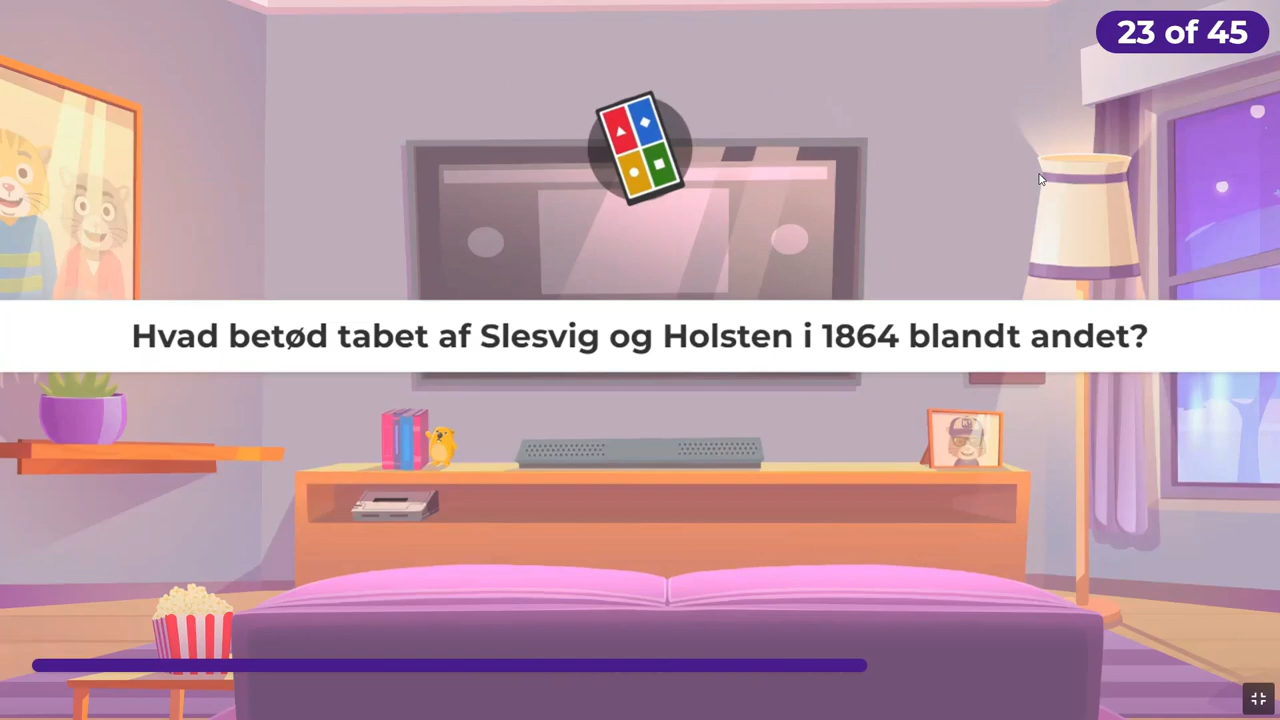 23 of 45
Hvad betød tabet af Slesvig og Holsten i 1864 blandt andet?